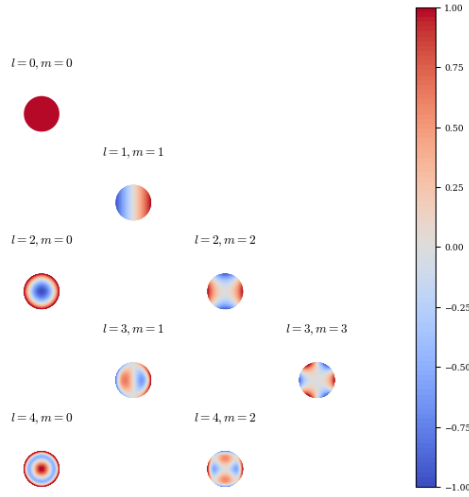 1.00
l = 0, m = 0
0.75
0.50
l = 1, m = 1
0.25
l = 2, m = 0 l = 2, m = 2
0.00
−0.25
l = 3, m = 1 l = 3, m = 3
−0.50
l = 4, m = 0 l = 4, m = 2
−0.75
−1.00